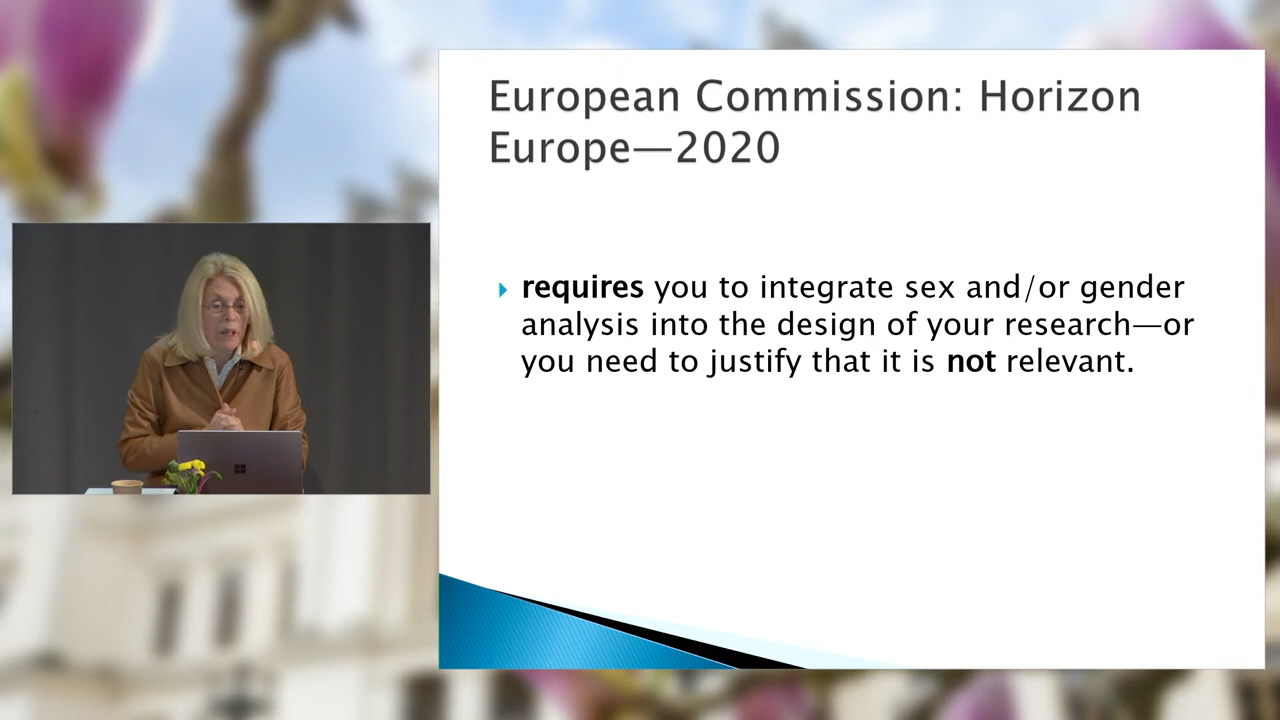 European Commission: Horizon
Europe—2020
requires you to integrate sex and/or gender
analysis into the design of your research—or
you need to justify that it is not relevant.